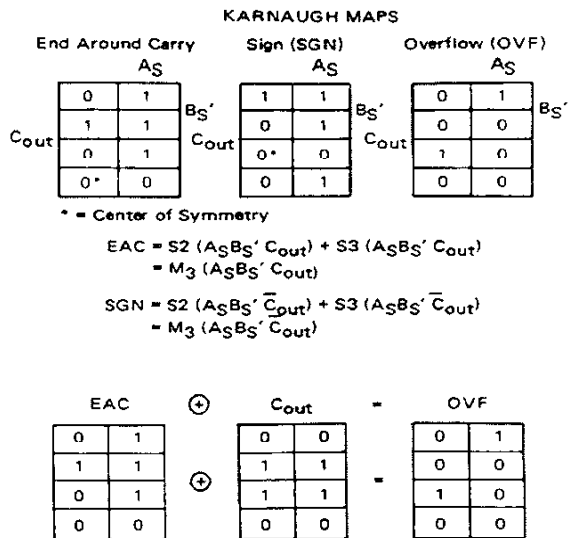 KARNAUGH MAPS
End Around Carry Sign (SGN) Overflow (OVF)
AS AS AS
0 1 1 1 0 1
BS′ BS′ BS′
1 1 0 1 0 0
Cout Cout Cout
0 1 0* 0 1 0
0* 0 0 1 0 0
* = Center of Symmetry
EAC = S2 (ASBS′ Cout) + S3 (ASBS′ Cout)
= M3 (ASBS′ Cout)
SGN = S2 (ASBS′ C̅out) + S3 (ASBS′ C̅out)
= M3 (ASBS′ C̅out)
EAC ⊕ Cout = OVF
0 1 0 0 0 1
1 1 1 1 0 0
⊕ =
0 1 1 1 1 0
0 0 0 0 0 0